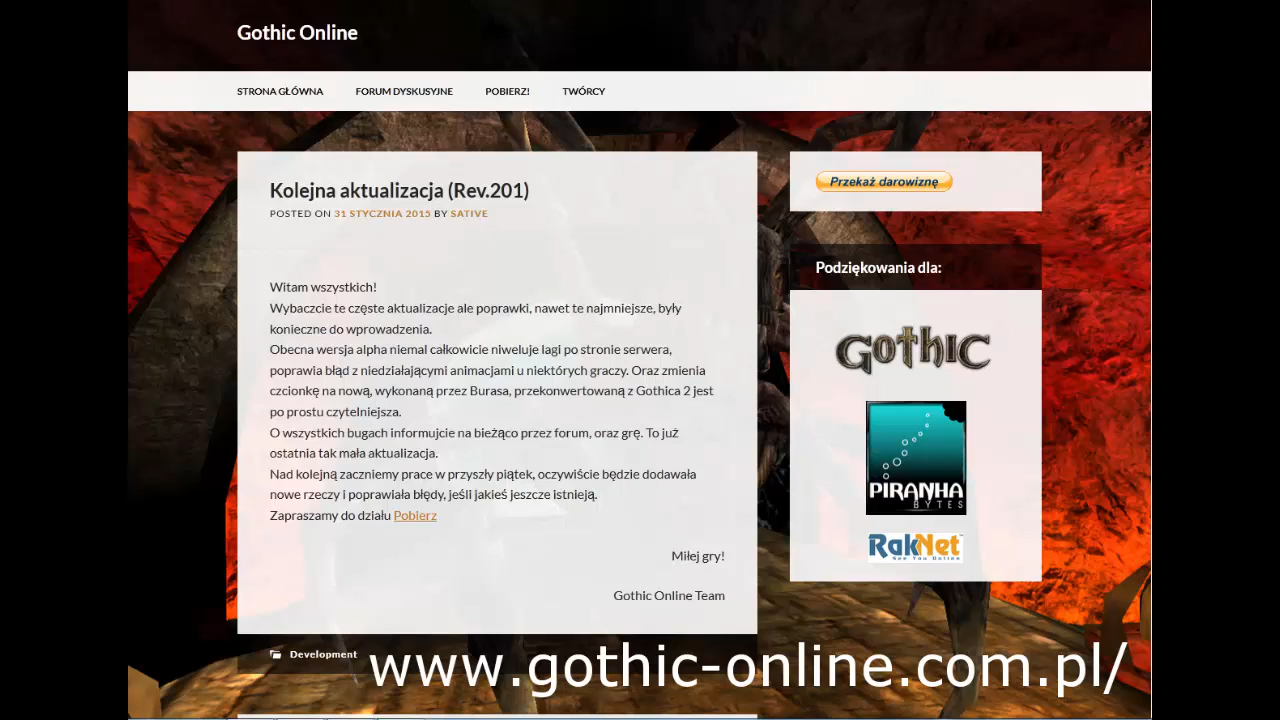 Gothic Online
STRONA GŁÓWNA FORUM DYSKUSYJNE POBIERZ! TWÓRCY
Kolejna aktualizacja (Rev.201)
POSTED ON 31 STYCZNIA 2015 BY SATIVE
Witam wszystkich!
Wybaczcie te częste aktualizacje ale poprawki, nawet te najmniejsze, były
konieczne do wprowadzenia.
Obecna wersja alpha niemal całkowicie niweluje lagi po stronie serwera,
poprawia błąd z niedziałającymi animacjami u niektórych graczy. Oraz zmienia
czcionkę na nową, wykonaną przez Burasa, przekonwertowaną z Gothica 2 jest
po prostu czytelniejsza.
O wszystkich bugach informujcie na bieżąco przez forum, oraz grę. To już
ostatnia tak mała aktualizacja.
Nad kolejną zaczniemy prace w przyszły piątek, oczywiście będzie dodawała
nowe rzeczy i poprawiała błędy, jeśli jakieś jeszcze istnieją.
Zapraszamy do działu Pobierz
Miłej gry!
Gothic Online Team
Development
Przekaż darowiznę
Podziękowania dla:
GOTHIC
PIRANHA
BYTES
RakNet
See You Online
www.gothic-online.com.pl/